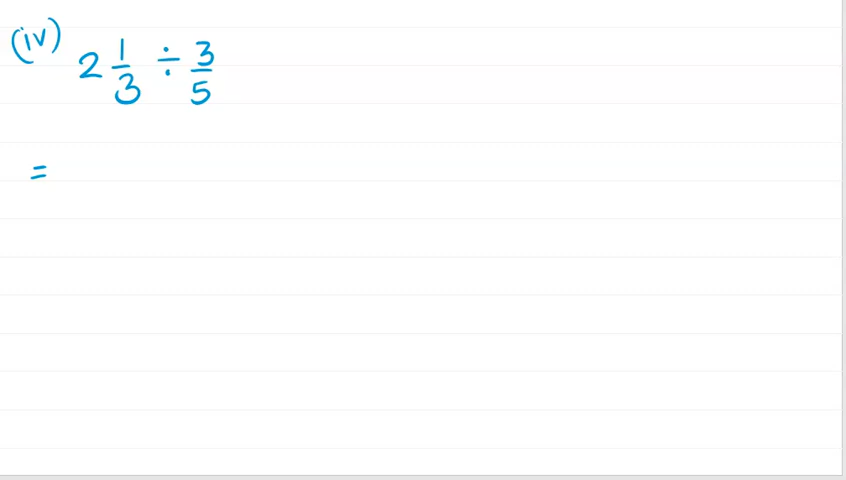 (iv) 2 1/3 ÷ 3/5
=